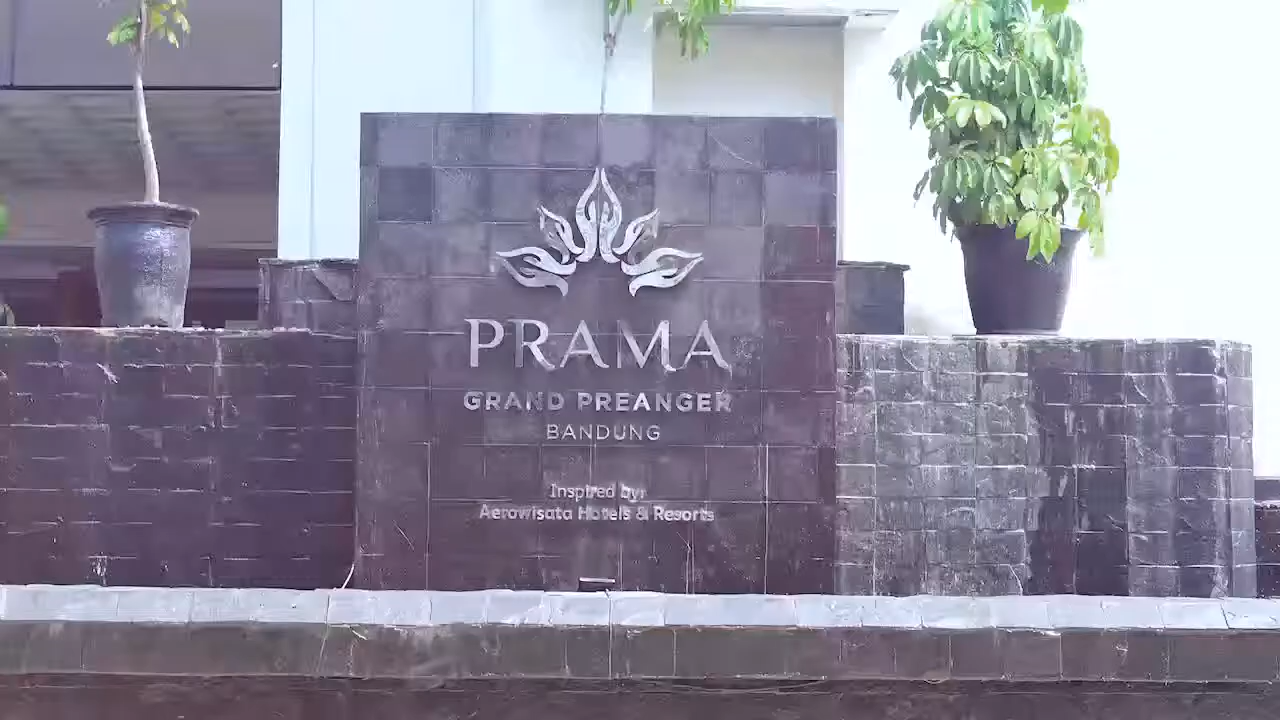 PRAMA
GRAND PREANGER
BANDUNG
Inspired by:
Aerowisata Hotels & Resorts